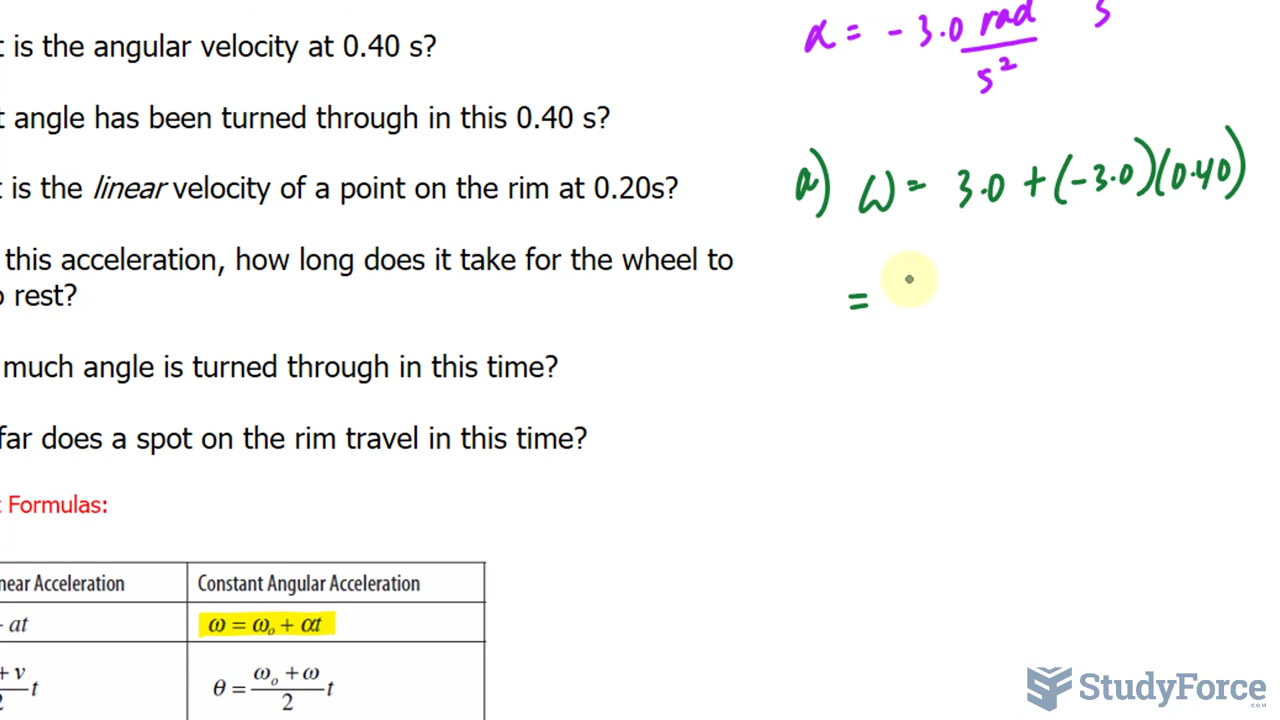 t is the angular velocity at 0.40 s?
t angle has been turned through in this 0.40 s?
t is the linear velocity of a point on the rim at 0.20s?
this acceleration, how long does it take for the wheel to
o rest?
much angle is turned through in this time?
far does a spot on the rim travel in this time?
t Formulas:
near Acceleration
Constant Angular Acceleration
at
ω = ω₀ + αt
+ v
2 t
θ = (ω₀ + ω)/2 t
α = -3.0 rad/s² s
a) ω = 3.0 + (-3.0)(0.40)
=
StudyForce
.com